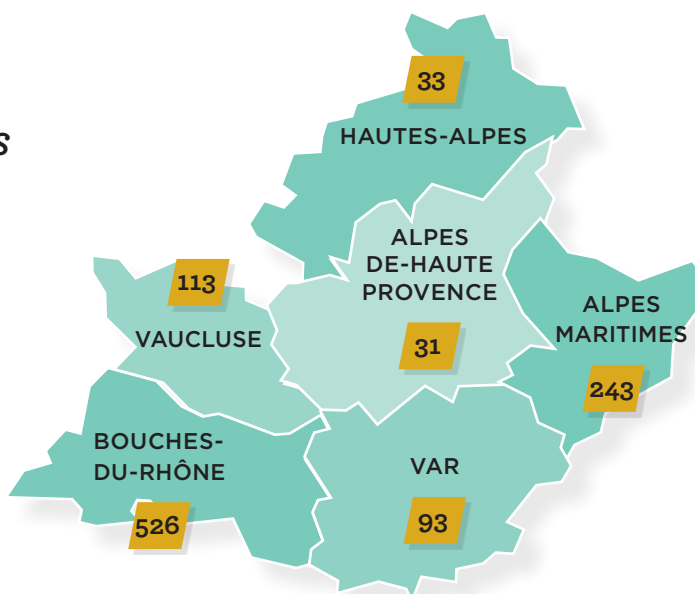 33
HAUTES-ALPES
s
ALPES
DE-HAUTE
PROVENCE
31
113
VAUCLUSE
ALPES
MARITIMES
243
BOUCHES-
DU-RHÔNE
526
VAR
93